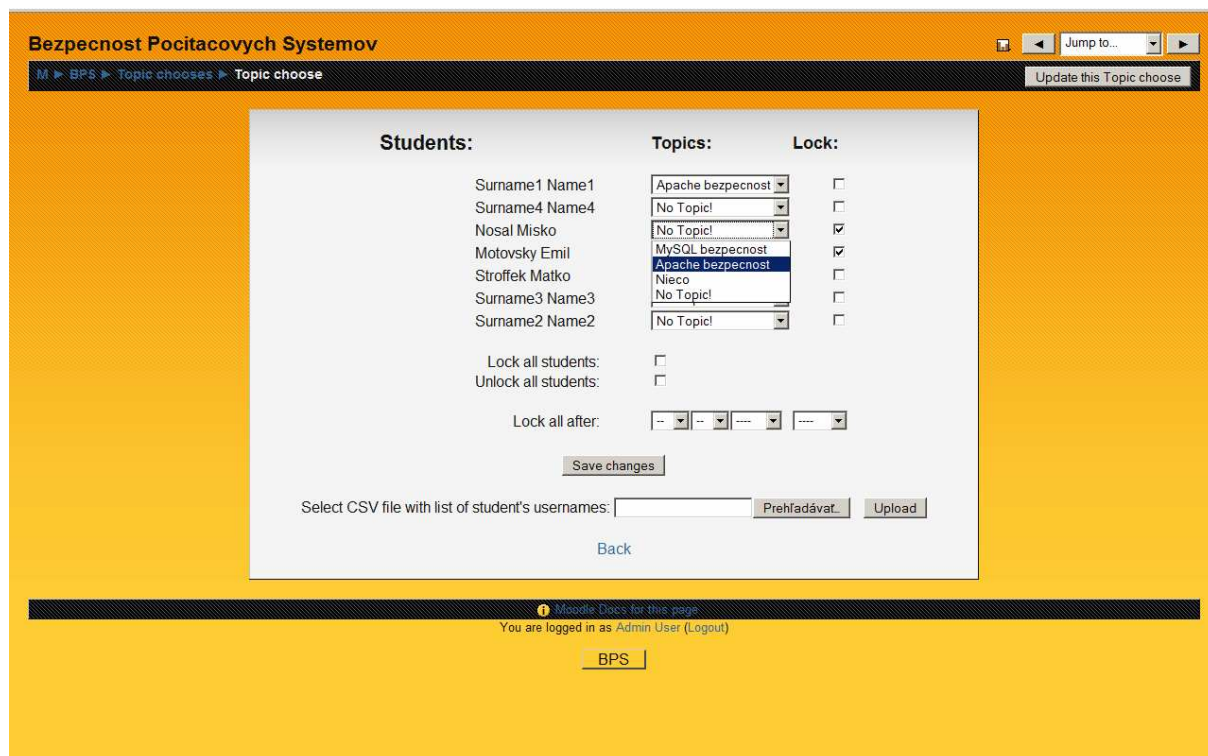 Bezpecnost Pocitacovych Systemov
Jump to...
M ► BPS ► Topic chooses ► Topic choose
Update this Topic choose
Students: Topics: Lock:
Surname1 Name1 Apache bezpecnost
Surname4 Name4 No Topic!
Nosal Misko No Topic!
Motovsky Emil MySQL bezpecnost
Apache bezpecnost
Stroffek Matko Nieco
Surname3 Name3 No Topic!
Surname2 Name2 No Topic!
Lock all students:
Unlock all students:
Lock all after: -- -- ---- ----
Save changes
Select CSV file with list of student's usernames: Prehľadávať... Upload
Back
Moodle Docs for this page
You are logged in as Admin User (Logout)
BPS